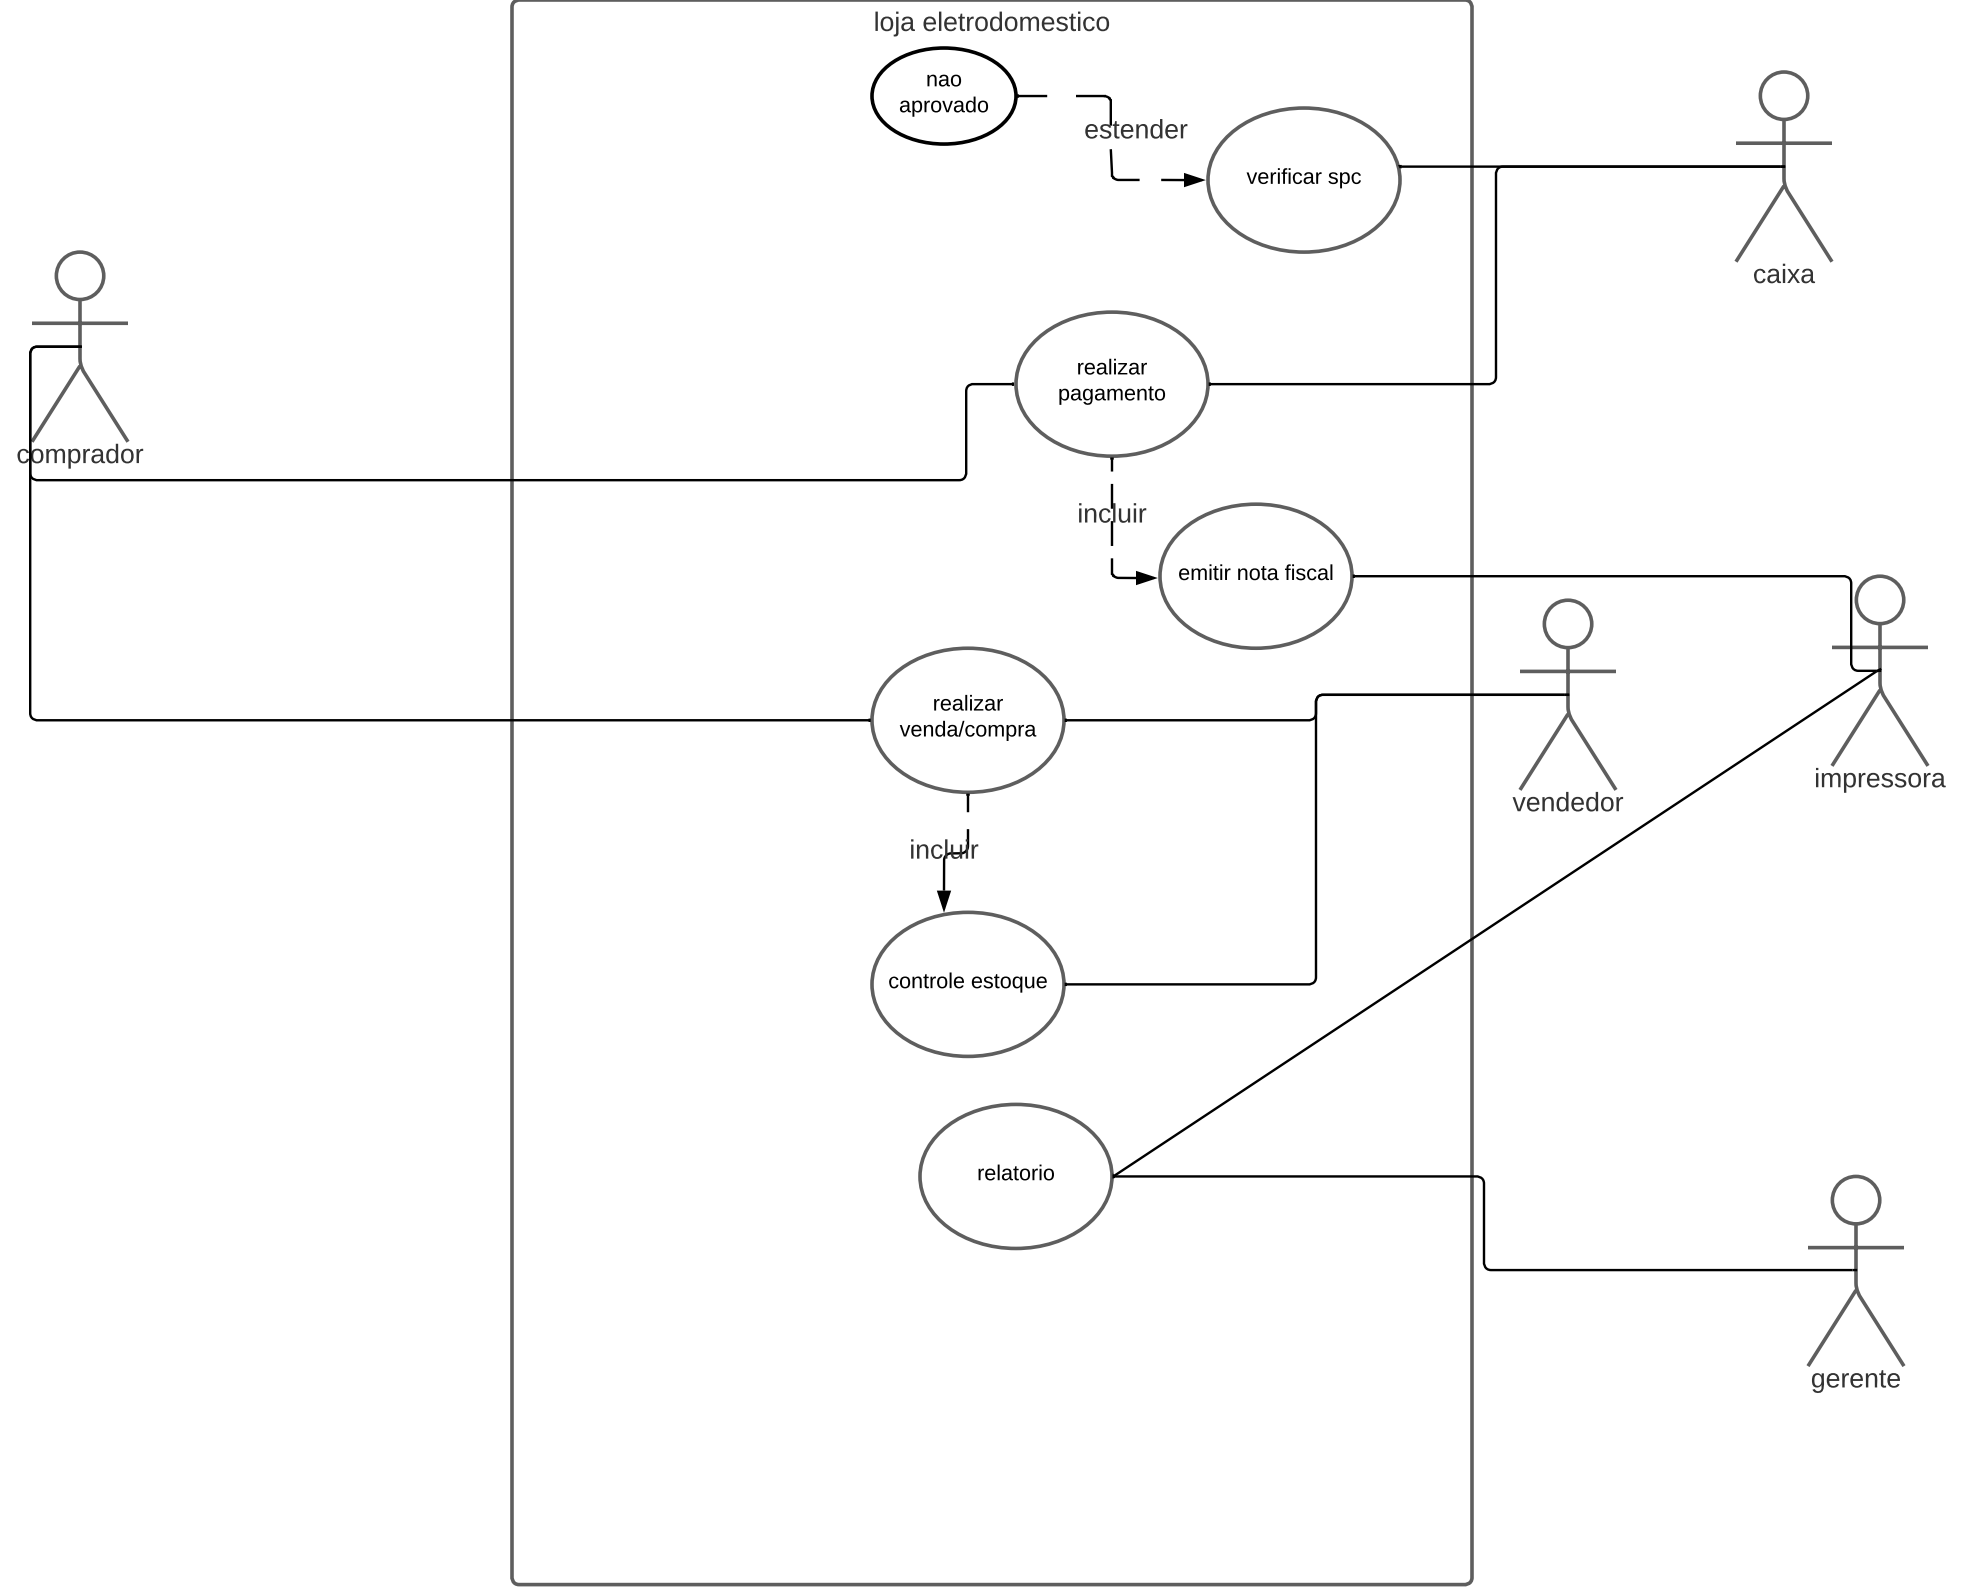 loja eletrodomestico
nao
aprovado
estender
verificar spc
caixa
realizar
pagamento
comprador
incluir
emitir nota fiscal
realizar
venda/compra
vendedor
impressora
incluir
controle estoque
relatorio
gerente